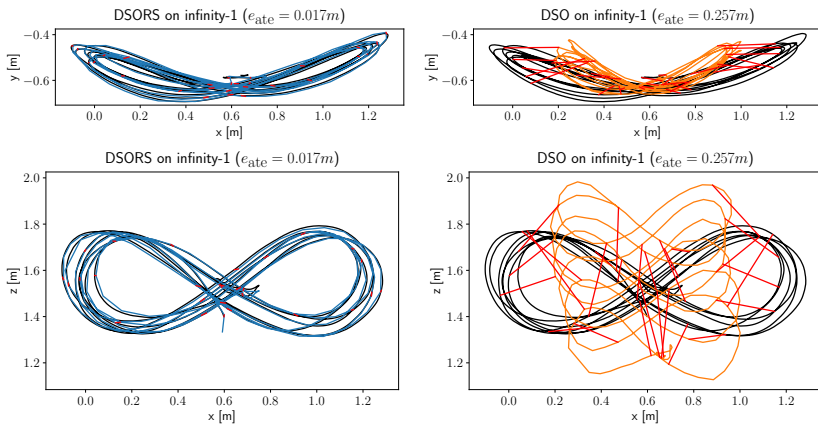 DSORS on infinity-1 (e_ate = 0.017m)
DSO on infinity-1 (e_ate = 0.257m)
−0.4
−0.6
y [m]
0.0 0.2 0.4 0.6 0.8 1.0 1.2
x [m]
−0.4
−0.6
y [m]
0.0 0.2 0.4 0.6 0.8 1.0 1.2
x [m]
DSORS on infinity-1 (e_ate = 0.017m)
DSO on infinity-1 (e_ate = 0.257m)
2.0
1.8
1.6
1.4
1.2
z [m]
0.0 0.2 0.4 0.6 0.8 1.0 1.2
x [m]
2.0
1.8
1.6
1.4
1.2
z [m]
0.0 0.2 0.4 0.6 0.8 1.0 1.2
x [m]